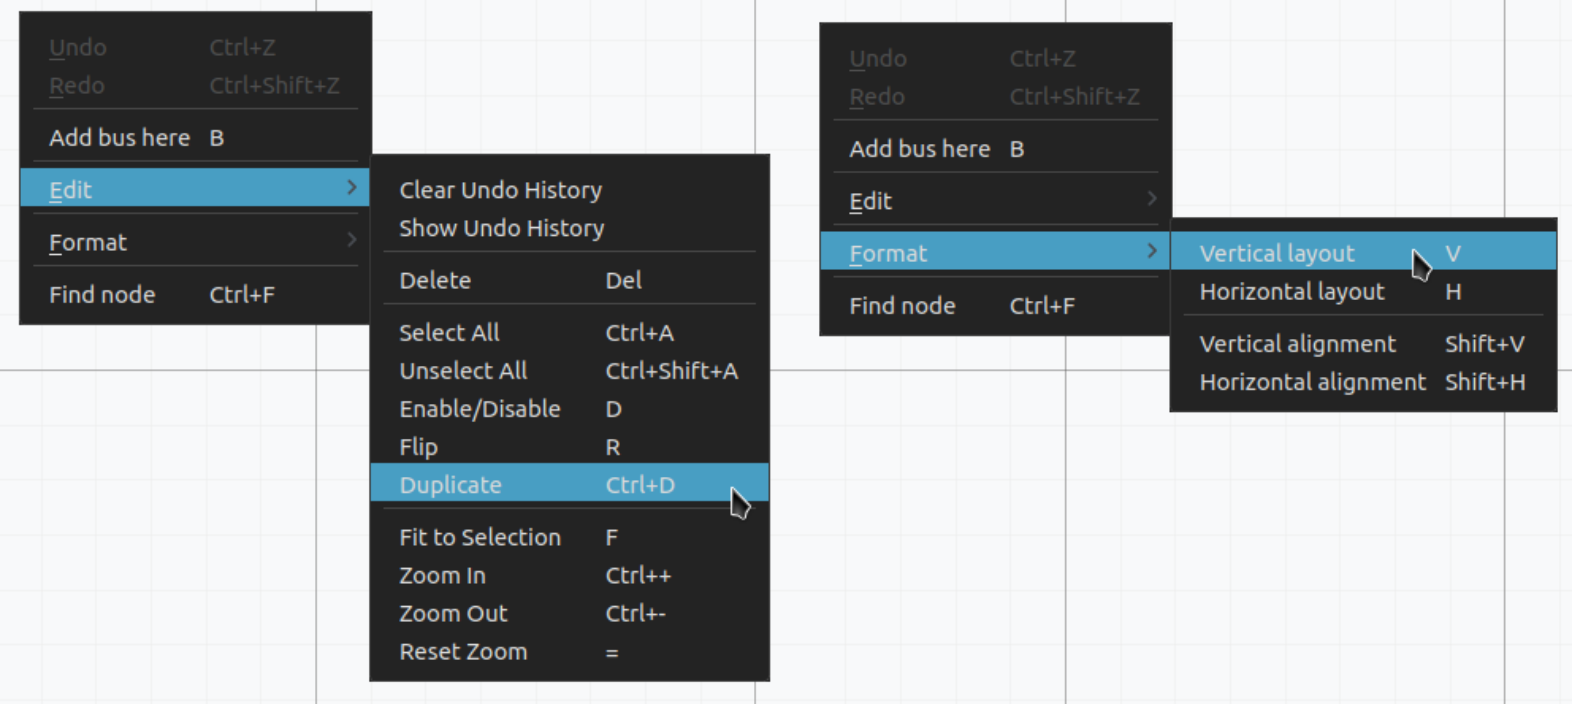 Undo Ctrl+Z
Redo Ctrl+Shift+Z
Add bus here B
Edit
Format
Find node Ctrl+F
Clear Undo History
Show Undo History
Delete Del
Select All Ctrl+A
Unselect All Ctrl+Shift+A
Enable/Disable D
Flip R
Duplicate Ctrl+D
Fit to Selection F
Zoom In Ctrl++
Zoom Out Ctrl+-
Reset Zoom =
Undo Ctrl+Z
Redo Ctrl+Shift+Z
Add bus here B
Edit
Format
Find node Ctrl+F
Vertical layout V
Horizontal layout H
Vertical alignment Shift+V
Horizontal alignment Shift+H